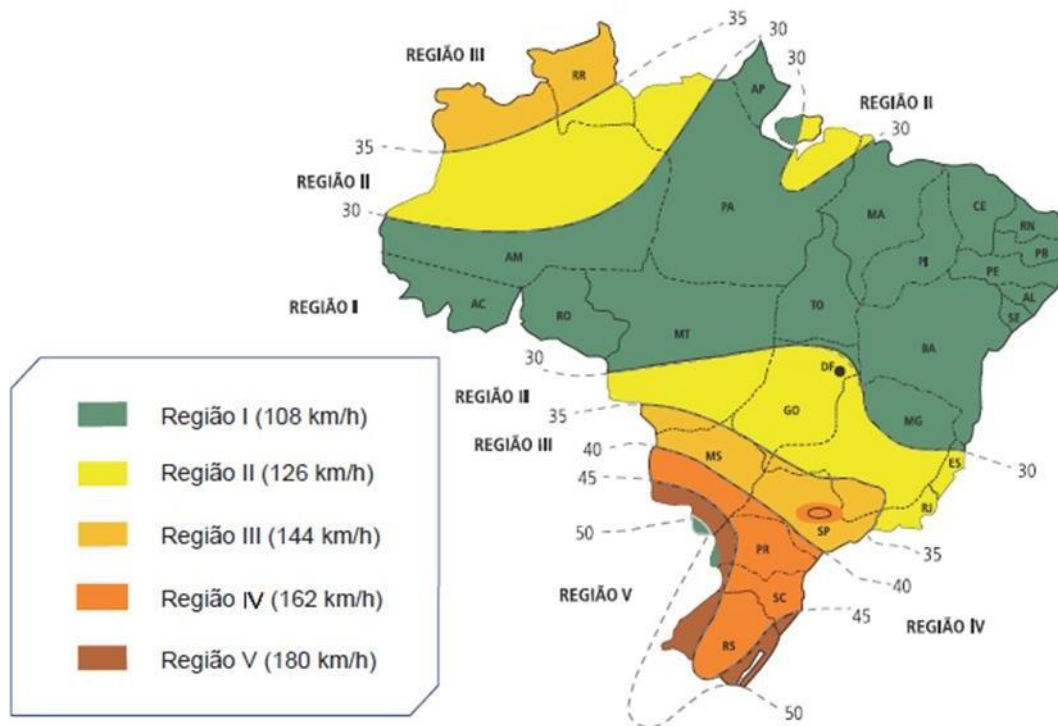 35
30
30
REGIÃO III
RR
AP
REGIÃO II
30
35
REGIÃO II
30
PA
MA
CE
RN
PB
PI
PE
AL
SE
AM
AC
RO
REGIÃO I
TO
MT
BA
30
DF
REGIÃO II
35
GO
MG
REGIÃO III
40
MS
ES
30
45
RJ
SP
50
35
PR
40
REGIÃO V
SC
45
REGIÃO IV
RS
50
Região I (108 km/h)
Região II (126 km/h)
Região III (144 km/h)
Região IV (162 km/h)
Região V (180 km/h)